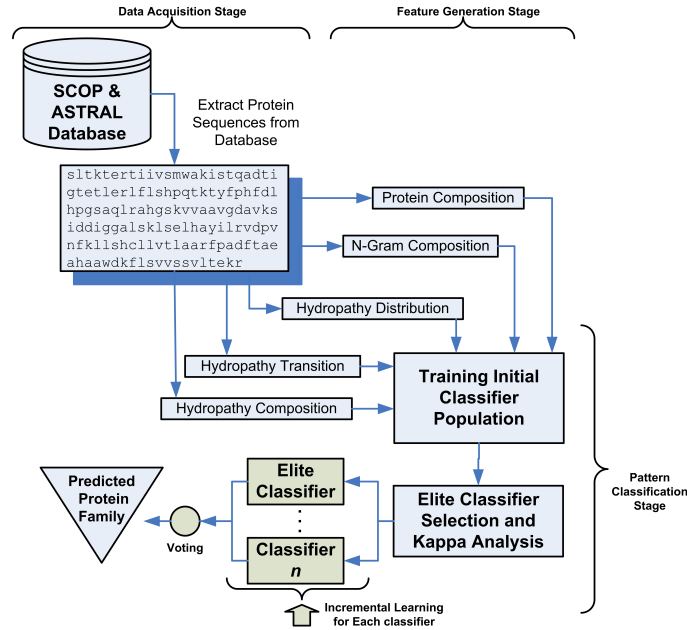 Data Acquisition Stage
Feature Generation Stage
SCOP &
ASTRAL
Database
Extract Protein
Sequences from
Database
sltktertiivsmwakistqadti
gtetlerlflshpqtktyfphfdl
hpgsaqlrahgskvvaavgdavks
iddiggalsklselhayilrvdpv
nfkllshcllvtlaarfpadftae
ahaawdkflsvvssvltekr
Protein Composition
N-Gram Composition
Hydropathy Distribution
Hydropathy Transition
Hydropathy Composition
Training Initial
Classifier
Population
Elite Classifier
Selection and
Kappa Analysis
Pattern
Classification
Stage
Elite
Classifier
Classifier
n
Voting
Predicted
Protein
Family
Incremental Learning
for Each classifier